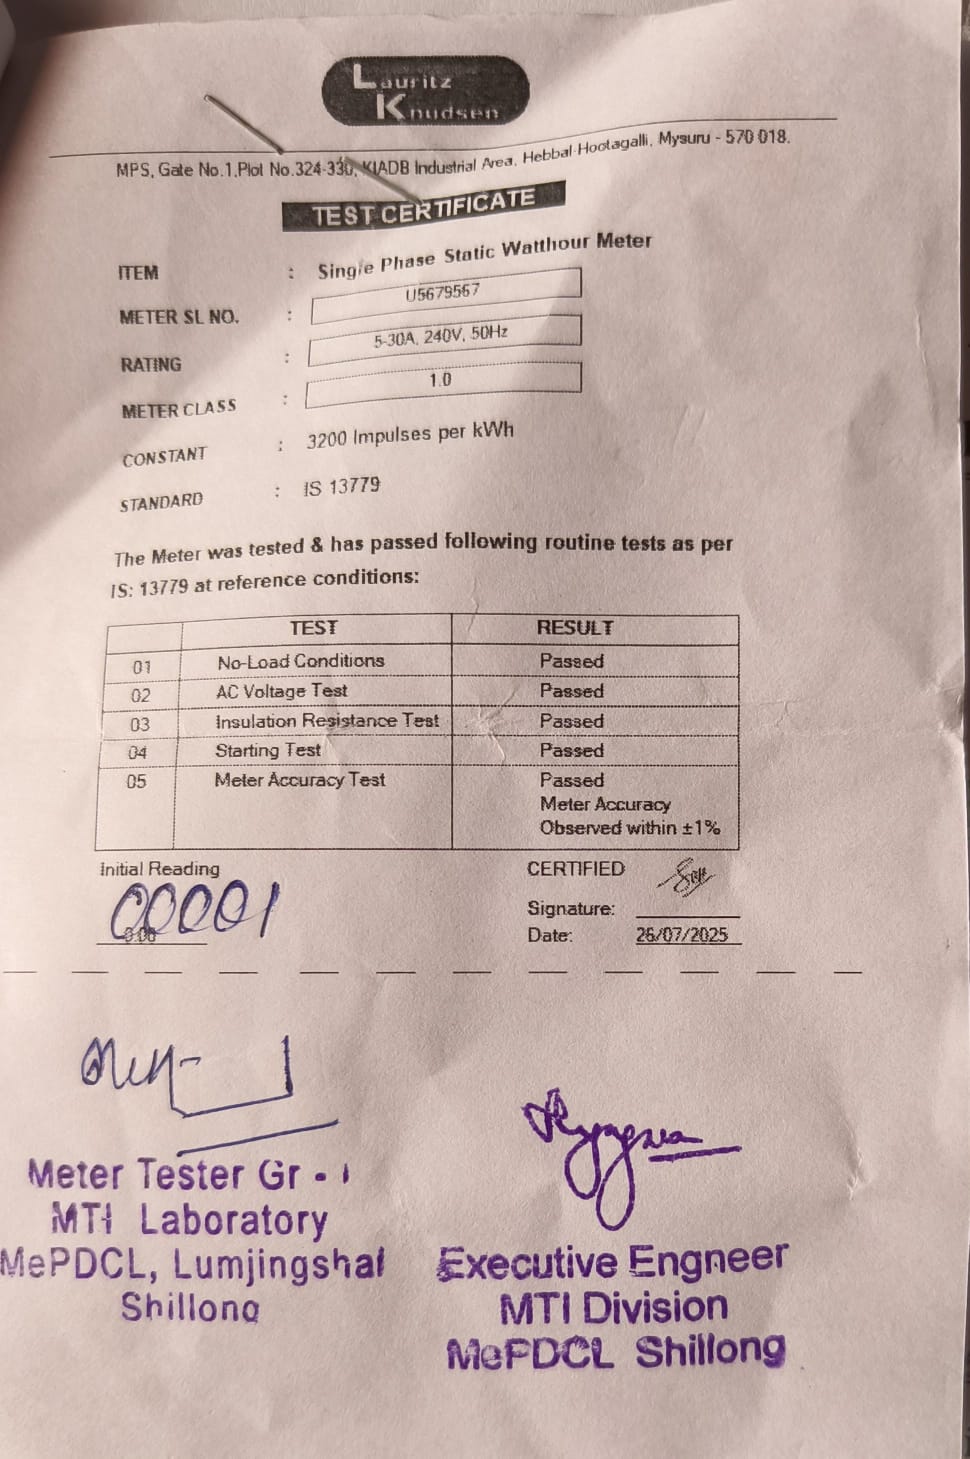 Lauritz
Knudsen
MPS, Gate No.1,Plot No.324-330, KIADB Industrial Area, Hebbal-Hootagalli, Mysuru - 570 018.
TEST CERTIFICATE
ITEM : Single Phase Static Watthour Meter
METER SL NO. : U5679567
RATING : 5-30A, 240V, 50Hz
METER CLASS : 1.0
CONSTANT : 3200 Impulses per kWh
STANDARD : IS 13779
The Meter was tested & has passed following routine tests as per
IS: 13779 at reference conditions:
TEST RESULT
01 No-Load Conditions Passed
02 AC Voltage Test Passed
03 Insulation Resistance Test Passed
04 Starting Test Passed
05 Meter Accuracy Test Passed
Meter Accuracy
Observed within ±1%
Initial Reading
00001
CERTIFIED
Signature:
Date: 26/07/2025
Meter Tester Gr - I
MTI Laboratory
MePDCL, Lumjingshai
Shillong
Executive Engneer
MTI Division
MePDCL Shillong